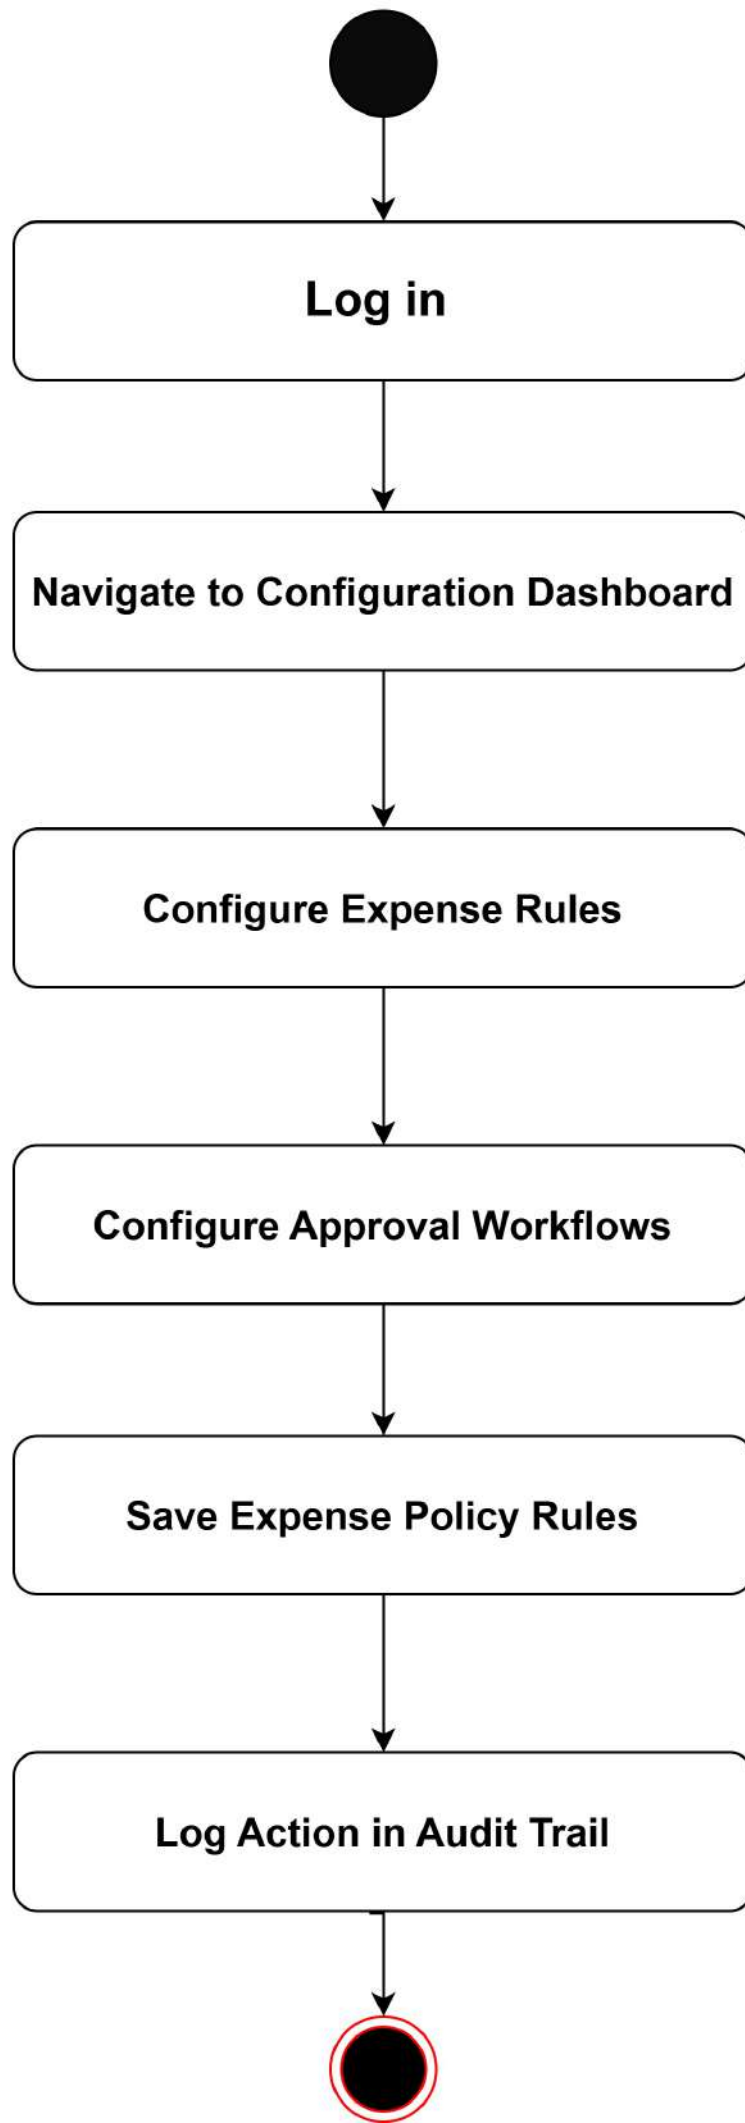 Log in
Navigate to Configuration Dashboard
Configure Expense Rules
Configure Approval Workflows
Save Expense Policy Rules
Log Action in Audit Trail